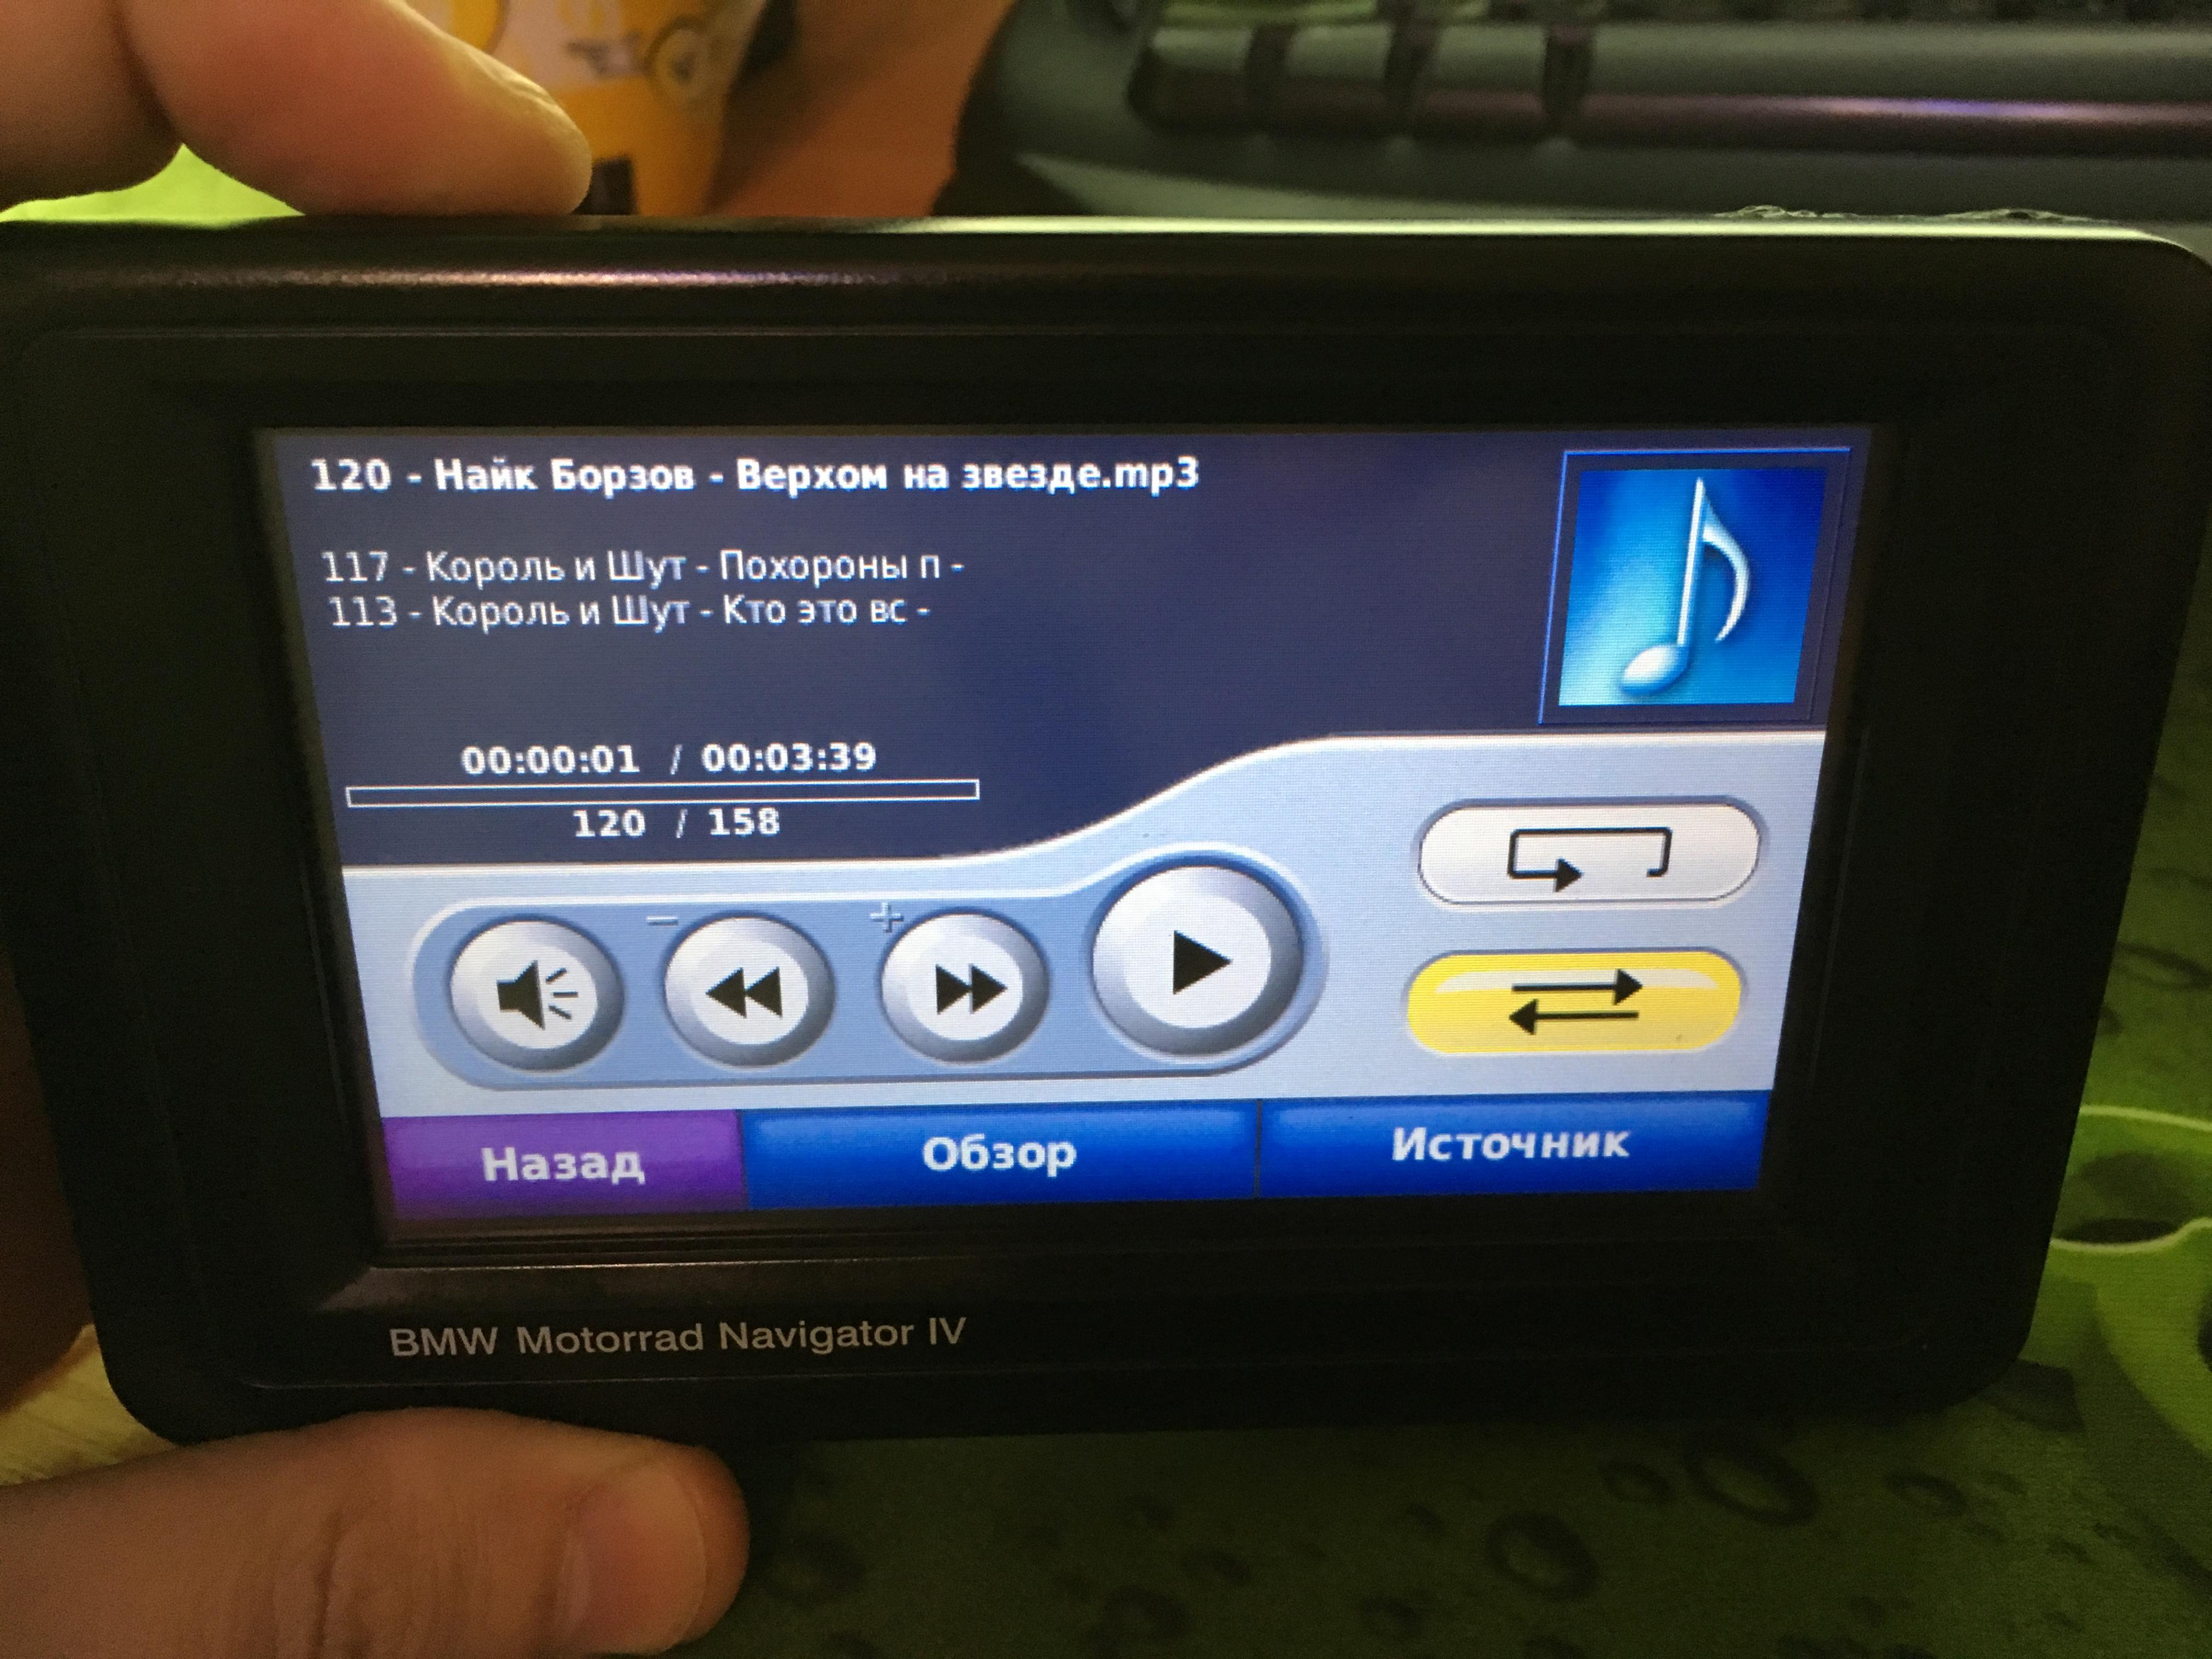 120 - Найк Борзов - Верхом на звезде.mp3
117 - Король и Шут - Похороны п -
113 - Король и Шут - Кто это вс -
00:00:01 / 00:03:39
120 / 158
- +
Назад Обзор Источник
BMW Motorrad Navigator IV